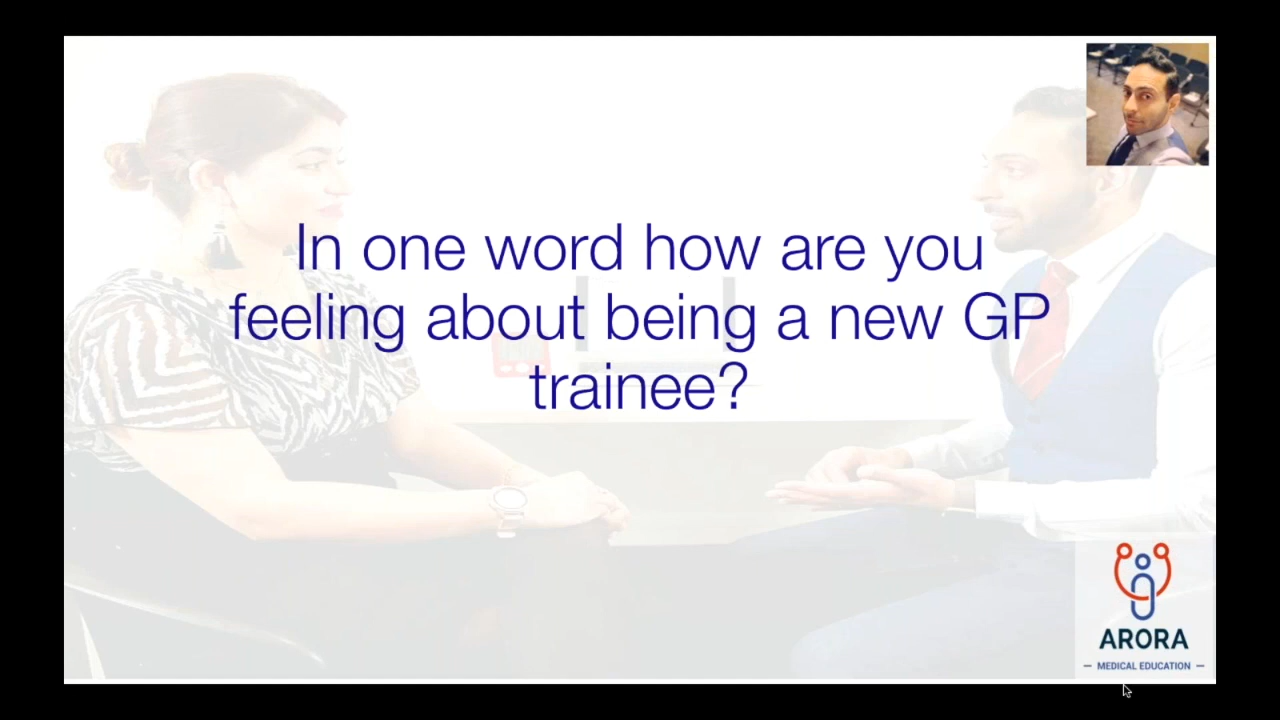 In one word how are you
feeling about being a new GP
trainee?
ARORA
MEDICAL EDUCATION